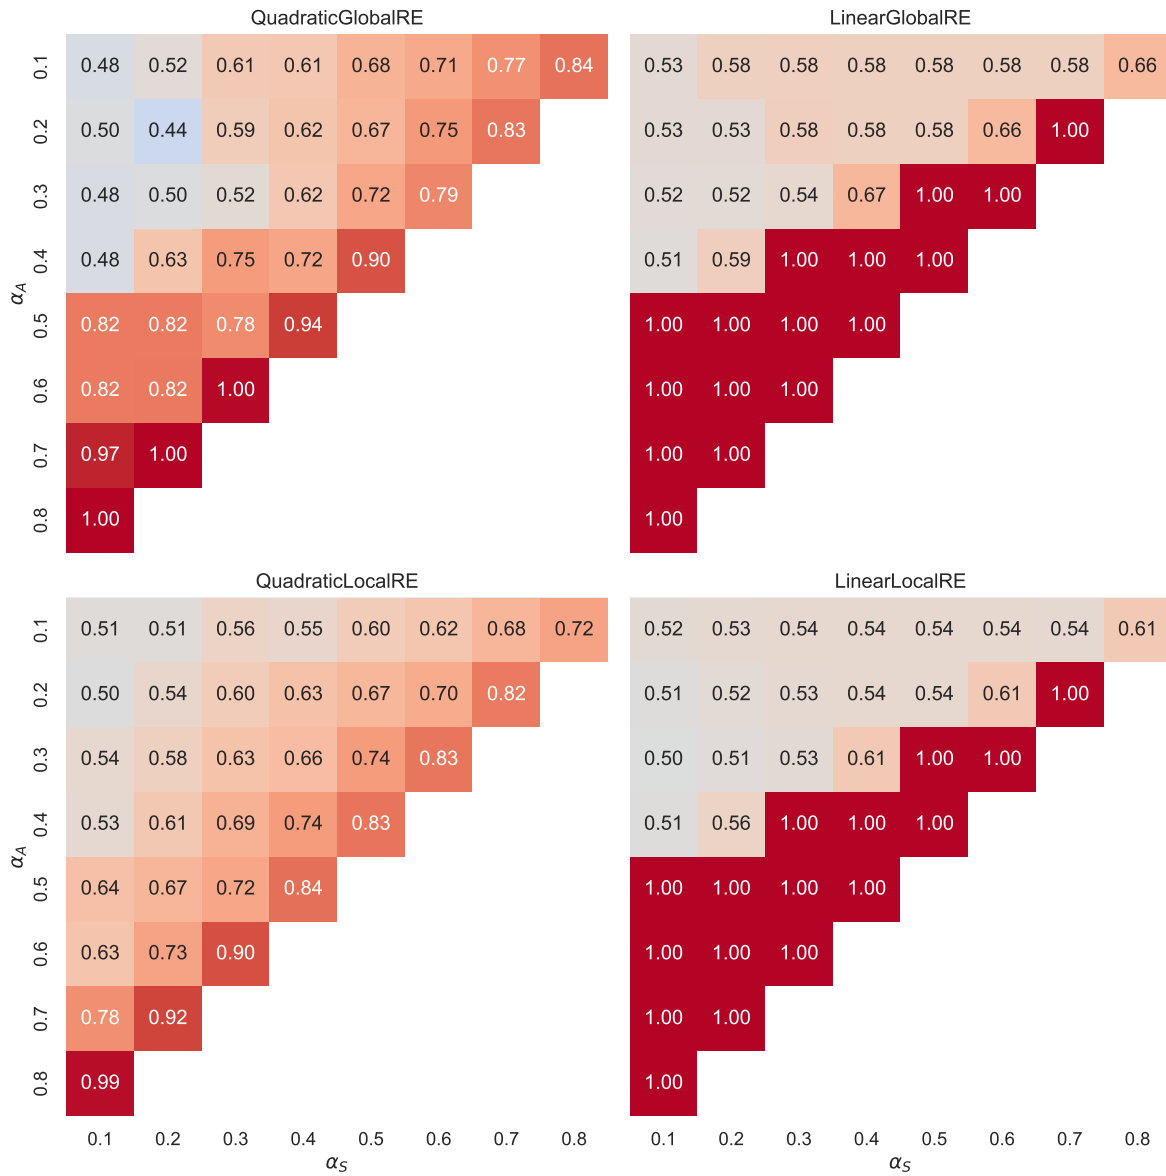 QuadraticGlobalRE
0.1 0.48 0.52 0.61 0.61 0.68 0.71 0.77 0.84
0.2 0.50 0.44 0.59 0.62 0.67 0.75 0.83
0.3 0.48 0.50 0.52 0.62 0.72 0.79
0.4 0.48 0.63 0.75 0.72 0.90
0.5 0.82 0.82 0.78 0.94
0.6 0.82 0.82 1.00
0.7 0.97 1.00
0.8 1.00
α_A
LinearGlobalRE
0.53 0.58 0.58 0.58 0.58 0.58 0.58 0.66
0.53 0.53 0.58 0.58 0.58 0.66 1.00
0.52 0.52 0.54 0.67 1.00 1.00
0.51 0.59 1.00 1.00 1.00
1.00 1.00 1.00 1.00
1.00 1.00 1.00
1.00 1.00
1.00
QuadraticLocalRE
0.1 0.51 0.51 0.56 0.55 0.60 0.62 0.68 0.72
0.2 0.50 0.54 0.60 0.63 0.67 0.70 0.82
0.3 0.54 0.58 0.63 0.66 0.74 0.83
0.4 0.53 0.61 0.69 0.74 0.83
0.5 0.64 0.67 0.72 0.84
0.6 0.63 0.73 0.90
0.7 0.78 0.92
0.8 0.99
α_A
0.1 0.2 0.3 0.4 0.5 0.6 0.7 0.8
α_S
LinearLocalRE
0.52 0.53 0.54 0.54 0.54 0.54 0.54 0.61
0.51 0.52 0.53 0.54 0.54 0.61 1.00
0.50 0.51 0.53 0.61 1.00 1.00
0.51 0.56 1.00 1.00 1.00
1.00 1.00 1.00 1.00
1.00 1.00 1.00
1.00 1.00
1.00
0.1 0.2 0.3 0.4 0.5 0.6 0.7 0.8
α_S